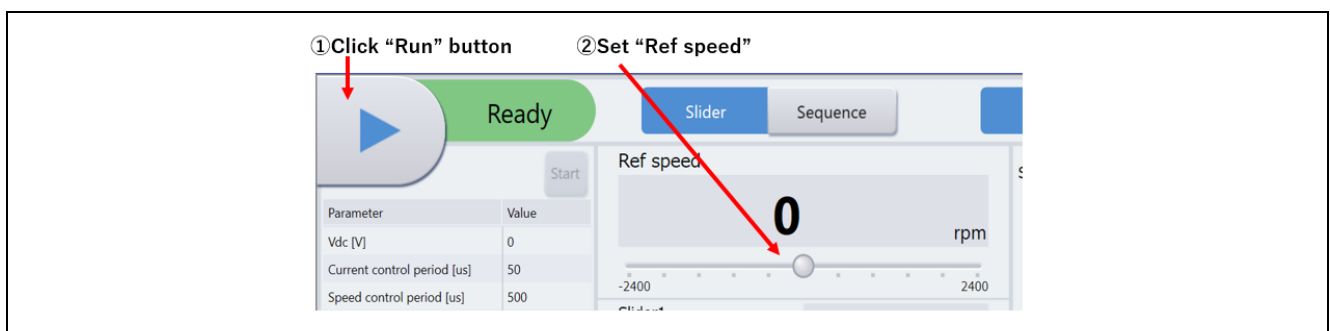 ①Click “Run” button
②Set “Ref speed”
Ready
Slider
Sequence
Start
Ref speed
0
rpm
-2400
2400
Parameter Value
Vdc [V] 0
Current control period [us] 50
Speed control period [us] 500